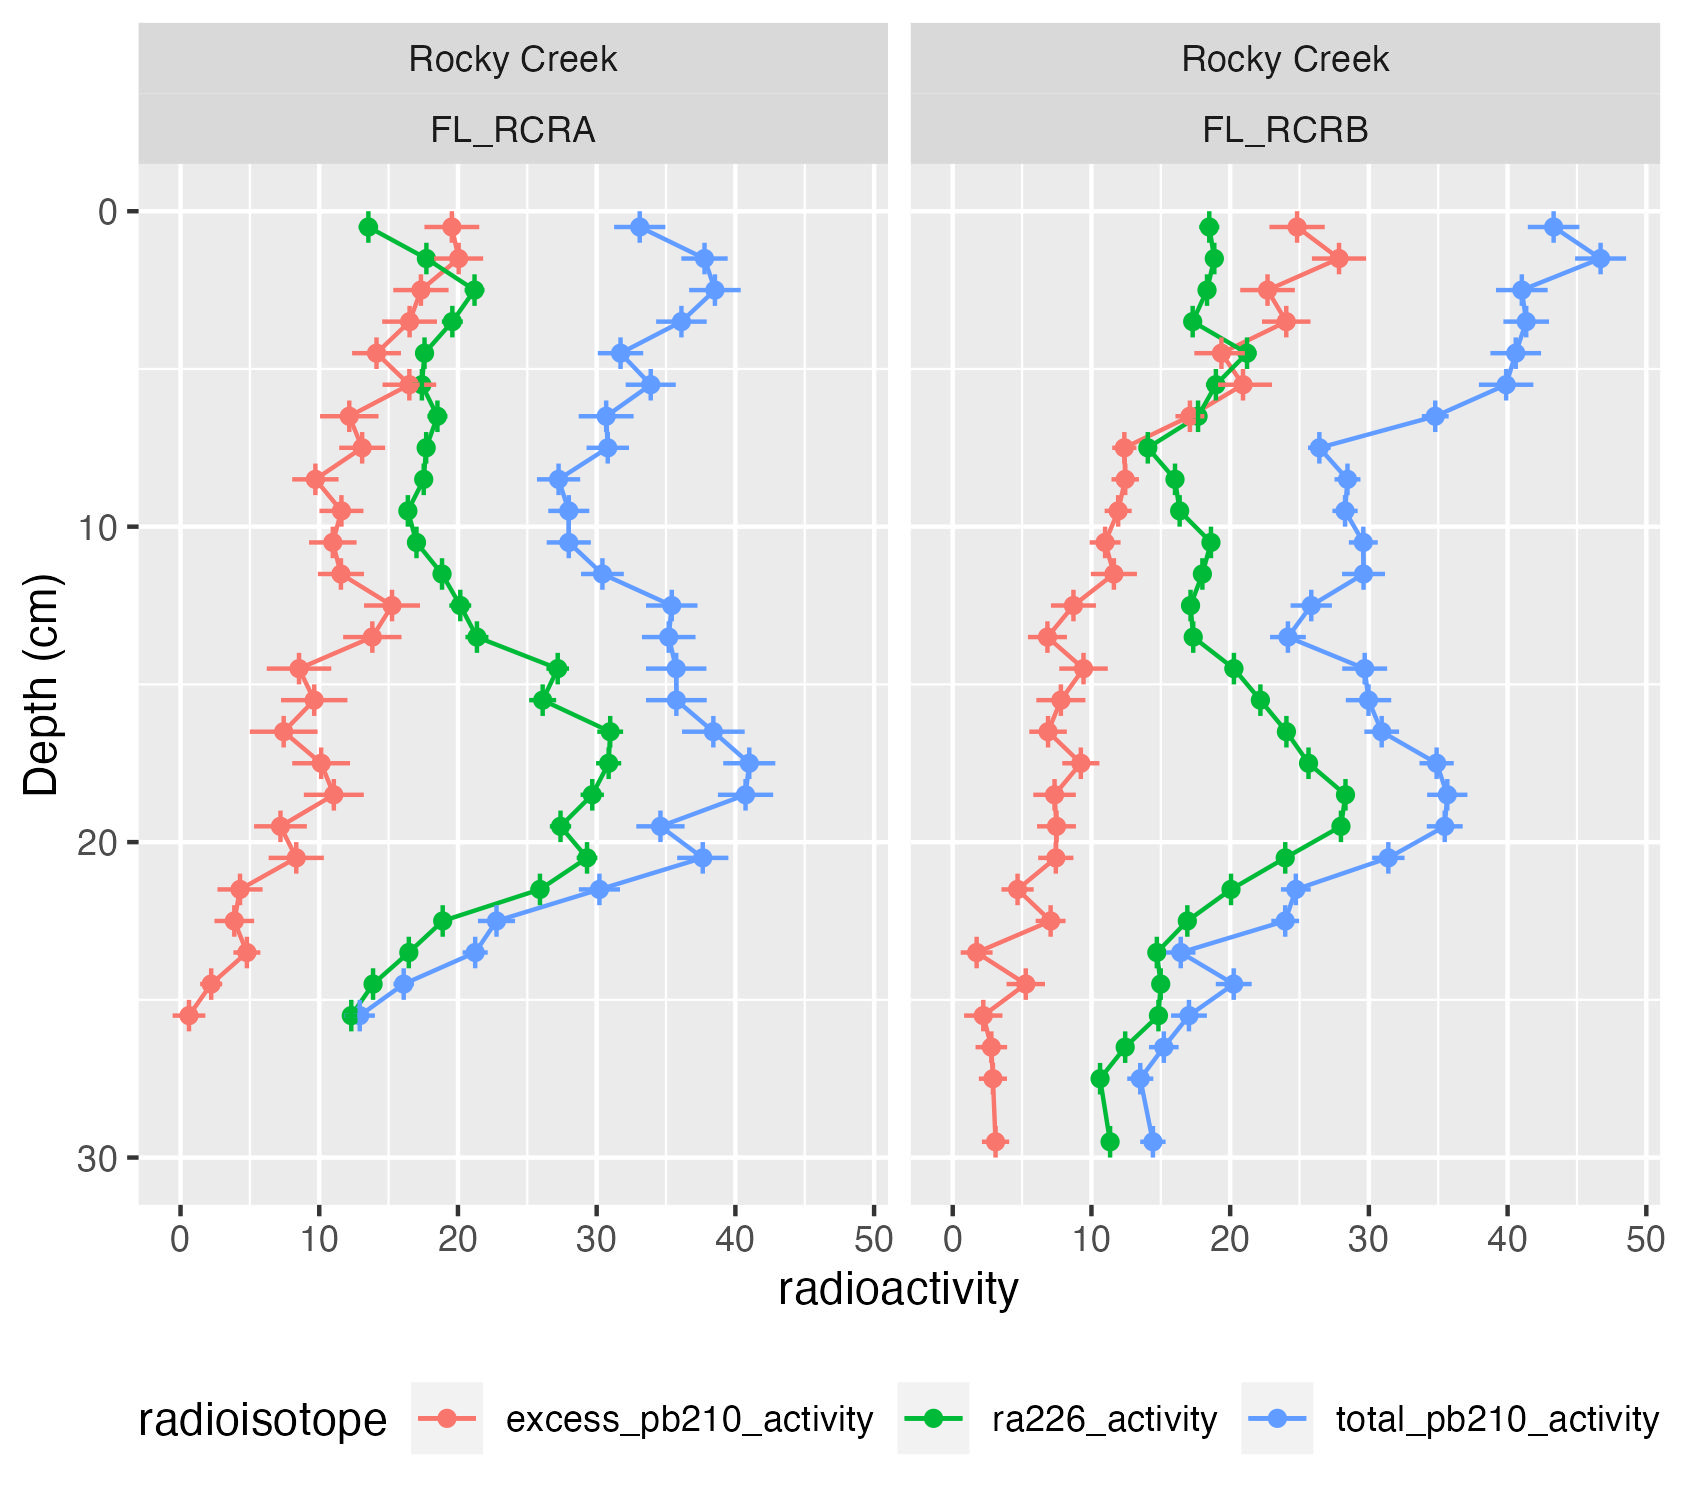 Rocky Creek
Rocky Creek
FL_RCRA
FL_RCRB
0
10
20
30
Depth (cm)
0 10 20 30 40 50
0 10 20 30 40 50
radioactivity
radioisotope excess_pb210_activity ra226_activity total_pb210_activity